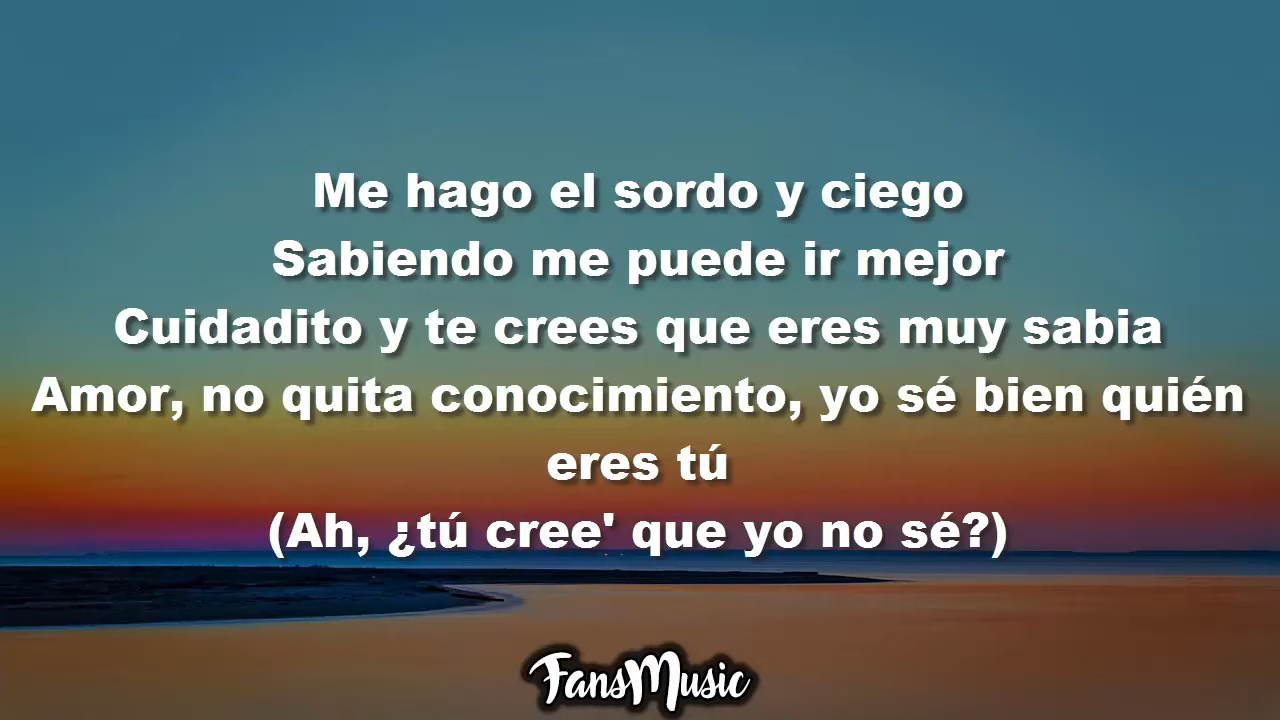 Me hago el sordo y ciego
Sabiendo me puede ir mejor
Cuidadito y te crees que eres muy sabia
Amor, no quita conocimiento, yo sé bien quién
eres tú
(Ah, ¿tú cree' que yo no sé?)
FansMusic